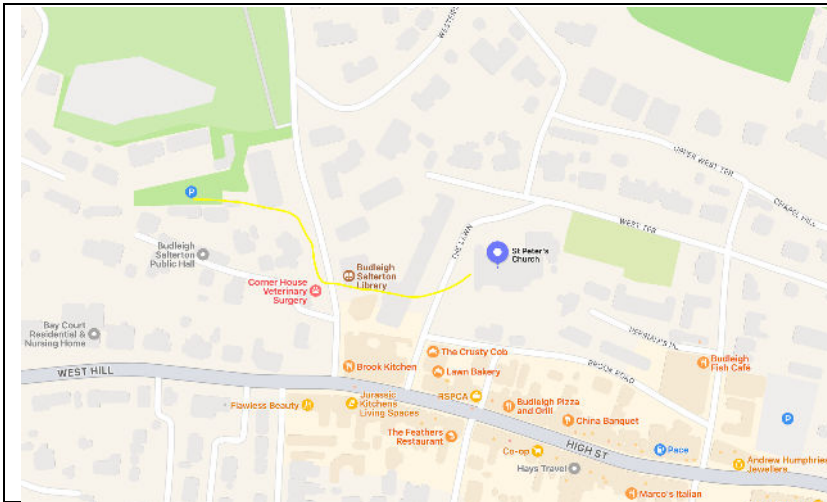 WESTERN
UPPER WEST TER
CHAPEL HILL
P
WEST TER
THE LAWN
St Peter's
Church
Budleigh
Salterton
Public Hall
Budleigh
Salterton
Library
Corner House
Veterinary
Surgery
Bay Court
Residential &
Nursing Home
The Crusty Cob
Brook Kitchen
Lawn Bakery
BROOK ROAD
Budleigh
Fish Cafe
WEST HILL
RSPCA
Flawless Beauty
Jurassic
Kitchens
Living Spaces
Budleigh Pizza
and Grill
China Banquet
P
The Feathers
Restaurant
HIGH ST
Co-op
Pace
Hays Travel
Andrew Humphries
Jewellers
Marco's Italian